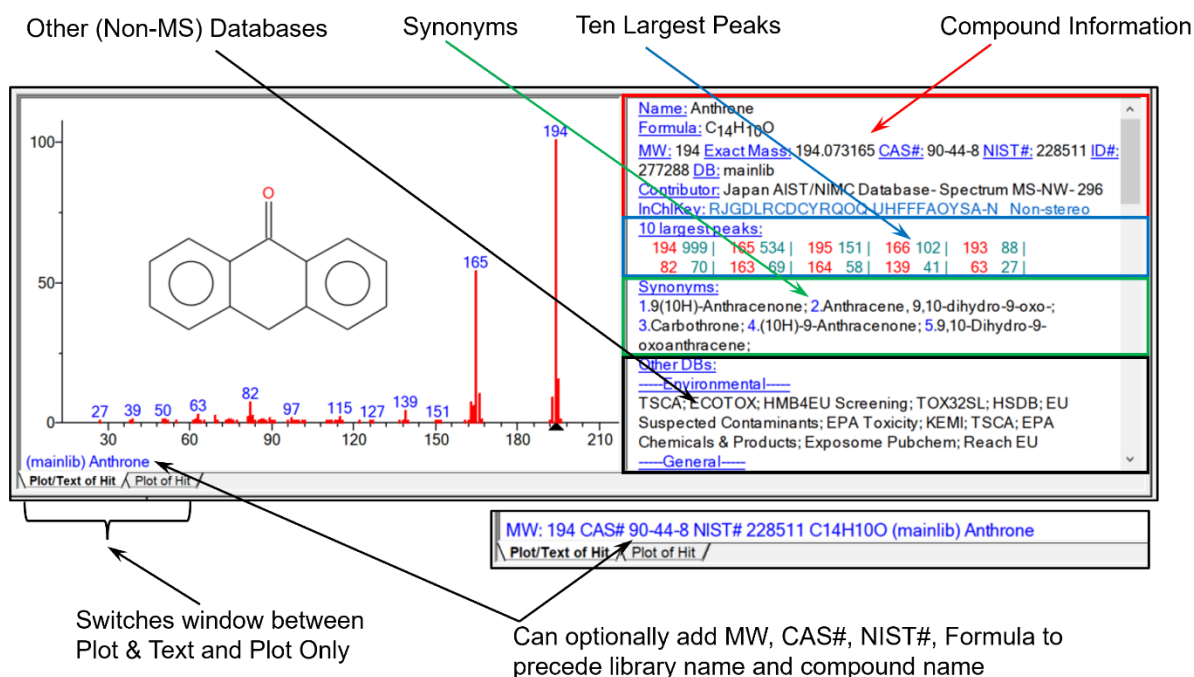 Other (Non-MS) Databases
Synonyms
Ten Largest Peaks
Compound Information
100
50
0
30
60
90
120
150
180
210
27
39
50
63
82
97
115
127
139
151
165
194
O
(mainlib) Anthrone
Plot/Text of Hit
Plot of Hit
Name: Anthrone
Formula: C14H10O
MW: 194 Exact Mass: 194.073165 CAS#: 90-44-8 NIST#: 228511 ID#:
277288 DB: mainlib
Contributor: Japan AIST/NIMC Database- Spectrum MS-NW- 296
InChIKey: RJGDLRCDCYRQOQ-UHFFFAOYSA-N Non-stereo
10 largest peaks:
194 999 | 165 534 | 195 151 | 166 102 | 193 88 |
82 70 | 163 69 | 164 58 | 139 41 | 63 27 |
Synonyms:
1.9(10H)-Anthracenone; 2.Anthracene, 9,10-dihydro-9-oxo-;
3.Carbothrone; 4.(10H)-9-Anthracenone; 5.9,10-Dihydro-9-
oxoanthracene;
Other DBs:
-----Environmental-----
TSCA; ECOTOX; HMB4EU Screening; TOX32SL; HSDB; EU
Suspected Contaminants; EPA Toxicity; KEMI; TSCA; EPA
Chemicals & Products; Exposome Pubchem; Reach EU
-----General-----
MW: 194 CAS# 90-44-8 NIST# 228511 C14H10O (mainlib) Anthrone
Plot/Text of Hit
Plot of Hit
Switches window between
Plot & Text and Plot Only
Can optionally add MW, CAS#, NIST#, Formula to
precede library name and compound name